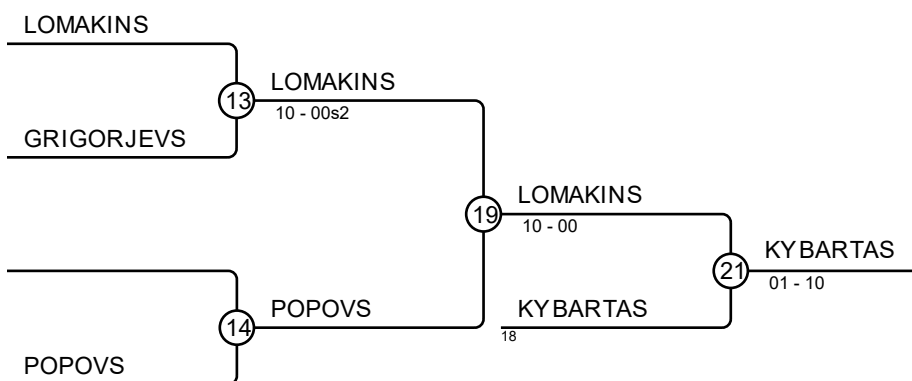 LOMAKINS
13
LOMAKINS
10 - 00s2
GRIGORJEVS
19
LOMAKINS
10 - 00
21
KYBARTAS
01 - 10
14
POPOVS
KYBARTAS
18
POPOVS